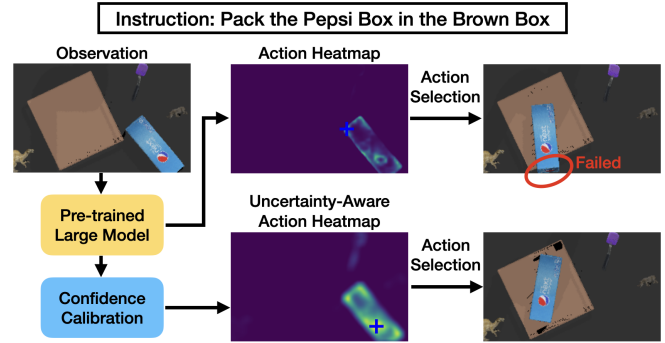 Instruction: Pack the Pepsi Box in the Brown Box
Observation
Action Heatmap
Action
Selection
Failed
Pre-trained
Large Model
Uncertainty-Aware
Action Heatmap
Action
Selection
Confidence
Calibration